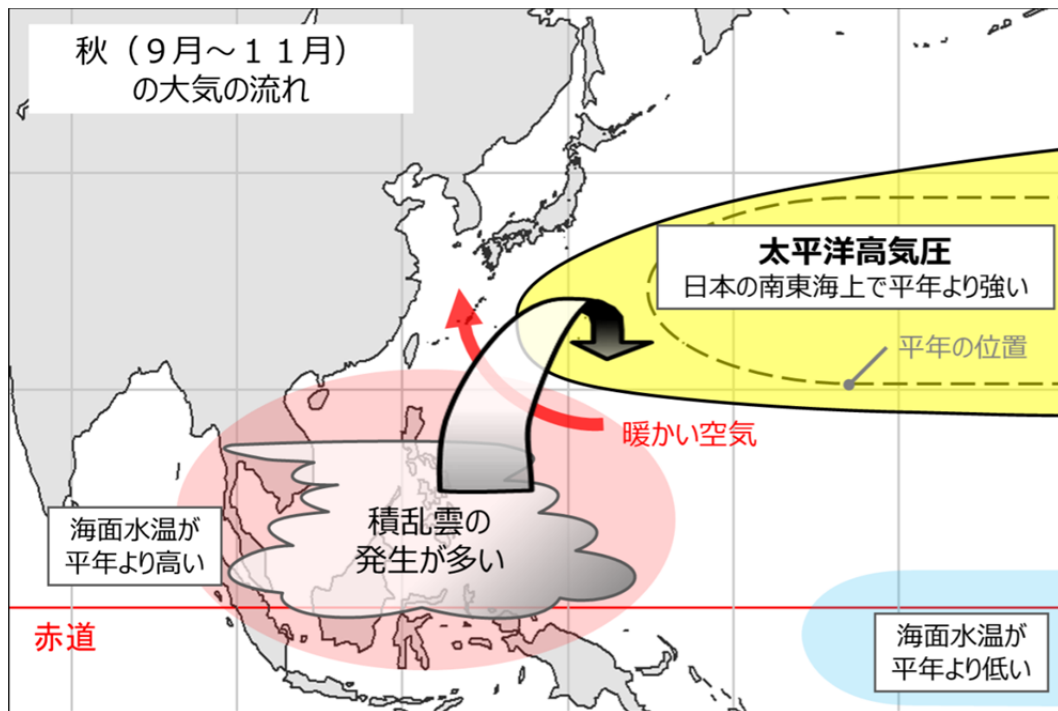 秋（９月～１１月）
の大気の流れ
太平洋高気圧
日本の南東海上で平年より強い
平年の位置
暖かい空気
積乱雲の
発生が多い
海面水温が
平年より高い
赤道
海面水温が
平年より低い